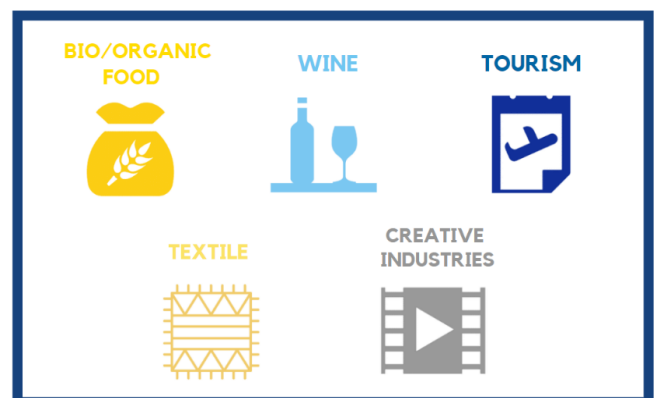 BIO/ORGANIC
FOOD
WINE
TOURISM
TEXTILE
CREATIVE
INDUSTRIES